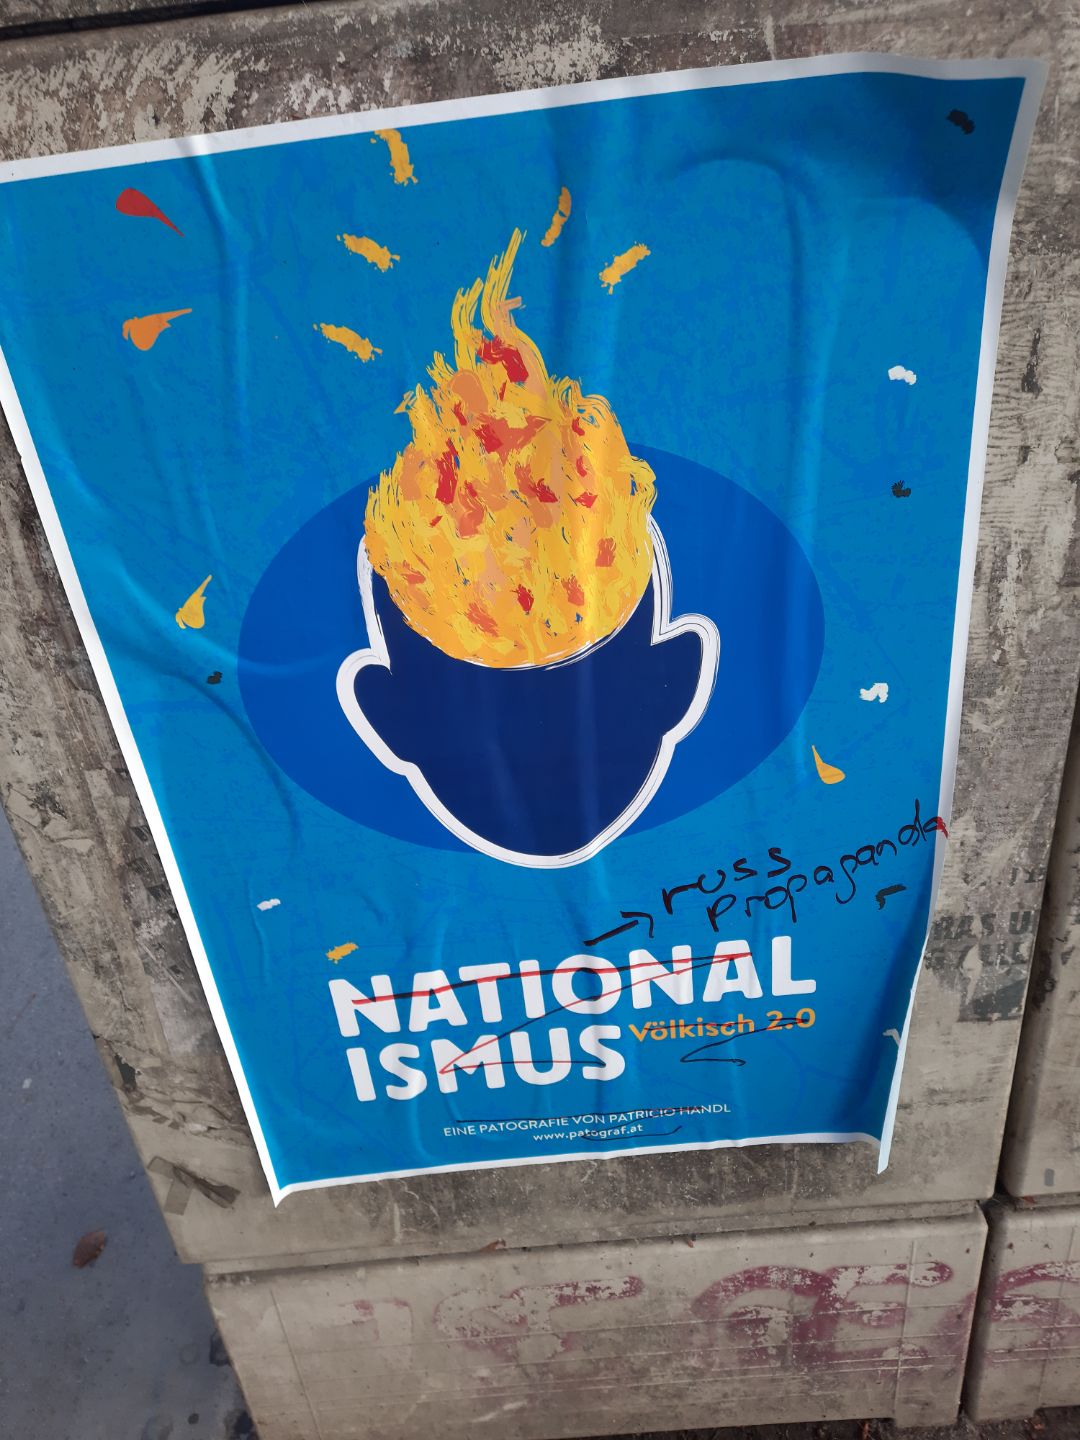 → russ
propaganda
NATIONAL
ISMUS Völkisch 2.0
EINE PATOGRAFIE VON PATRICIO HANDL
www.patograf.at